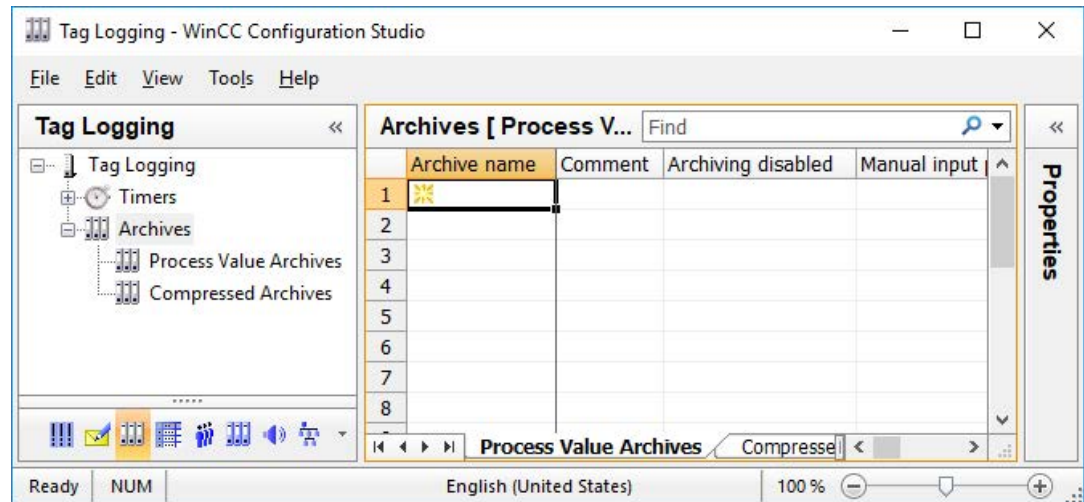 Tag Logging - WinCC Configuration Studio
File Edit View Tools Help
Tag Logging «
Tag Logging
Timers
Archives
Process Value Archives
Compressed Archives
Archives [ Process V... Find
Archive name Comment Archiving disabled Manual input
1
2
3
4
5
6
7
8
Process Value Archives Compresse
«
Properties
Ready NUM English (United States) 100 %